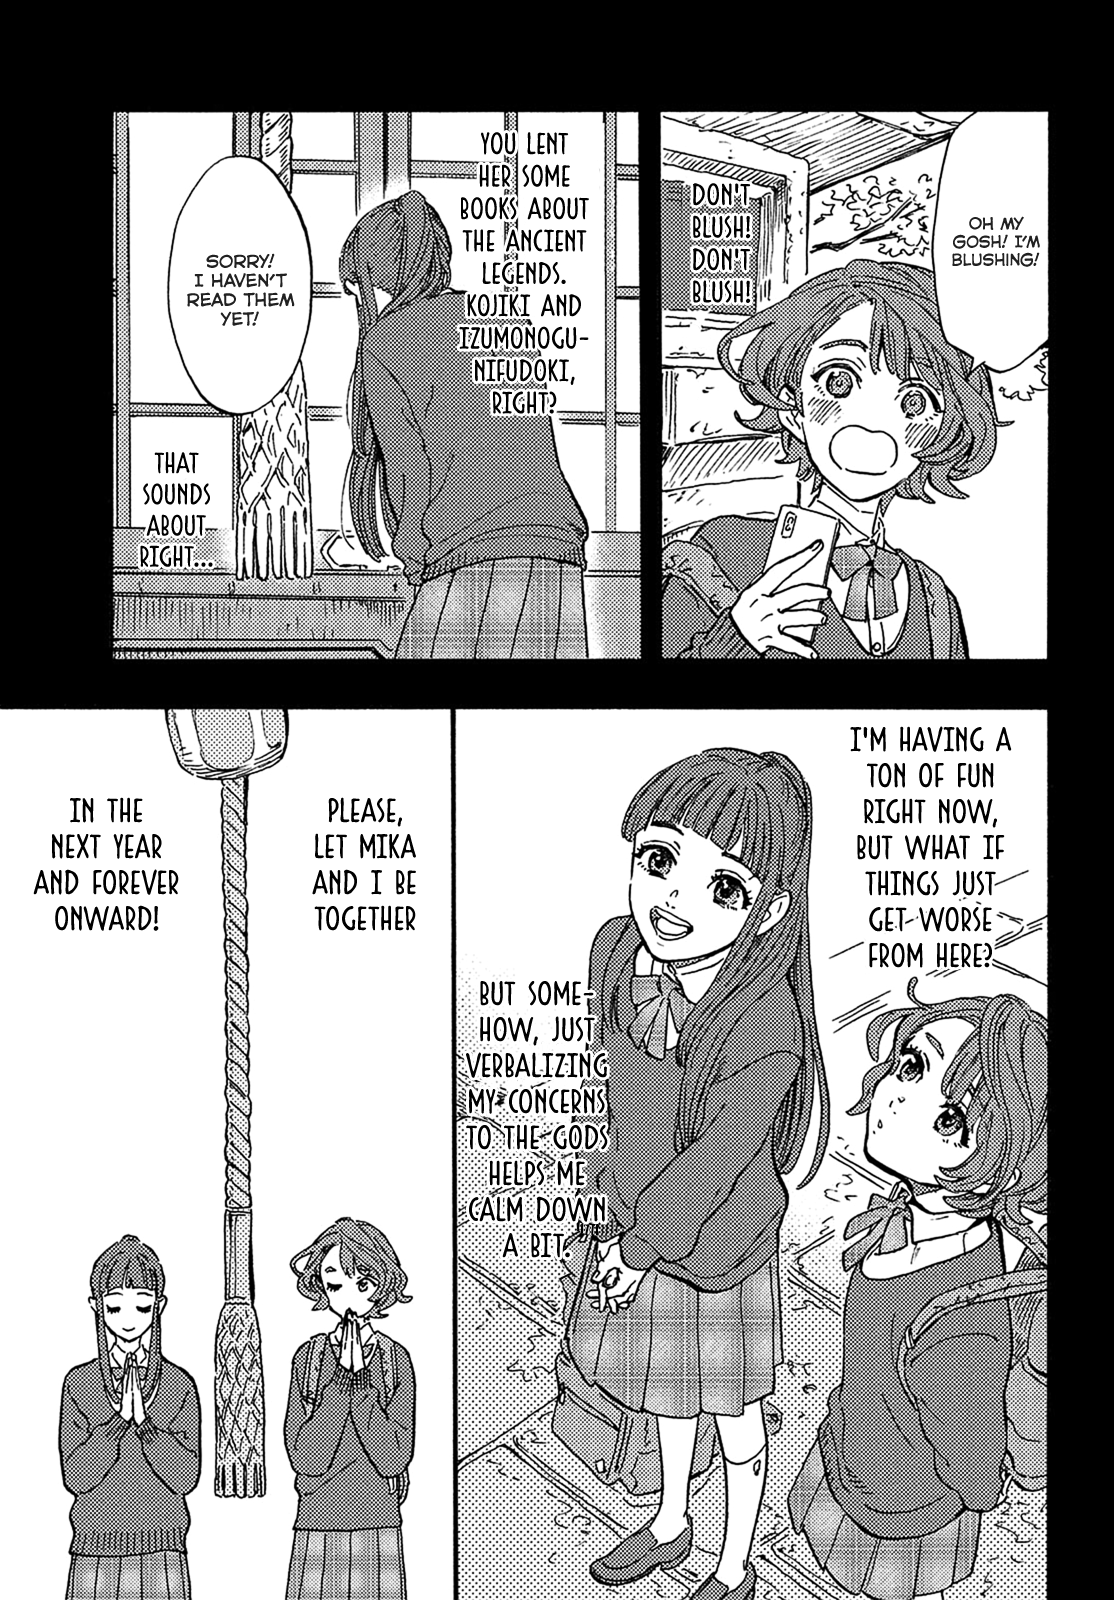 OH MY
GOSH! I'M
BLUSHING!
DON'T
BLUSH!
DON'T
BLUSH!
YOU LENT
HER SOME
BOOKS ABOUT
THE ANCIENT
LEGENDS.
KOJIKI AND
IZUMONOGU-
NIFUDOKI,
RIGHT?
SORRY!
I HAVEN'T
READ THEM
YET!
THAT
SOUNDS
ABOUT
RIGHT...
I'M HAVING A
TON OF FUN
RIGHT NOW,
BUT WHAT IF
THINGS JUST
GET WORSE
FROM HERE?
BUT SOME-
HOW, JUST
VERBALIZING
MY CONCERNS
TO THE GODS
HELPS ME
CALM DOWN
A BIT.
PLEASE,
LET MIKA
AND I BE
TOGETHER
IN THE
NEXT YEAR
AND FOREVER
ONWARD!